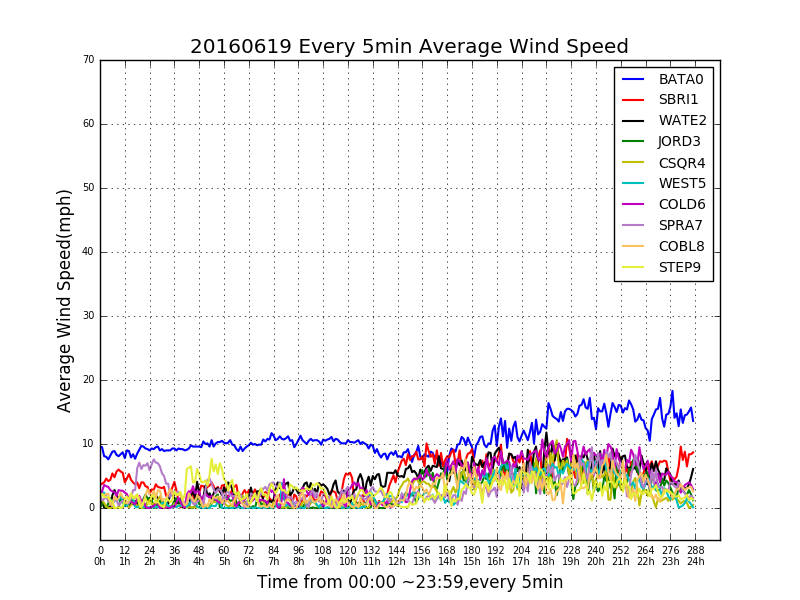 20160619 Every 5min Average Wind Speed
70
60
50
40
30
20
10
0
Average Wind Speed(mph)
BATA0
SBRI1
WATE2
JORD3
CSQR4
WEST5
COLD6
SPRA7
COBL8
STEP9
0 12 24 36 48 60 72 84 96 108 120 132 144 156 168 180 192 204 216 228 240 252 264 276 288
0h 1h 2h 3h 4h 5h 6h 7h 8h 9h 10h 11h 12h 13h 14h 15h 16h 17h 18h 19h 20h 21h 22h 23h 24h
Time from 00:00 ~23:59,every 5min